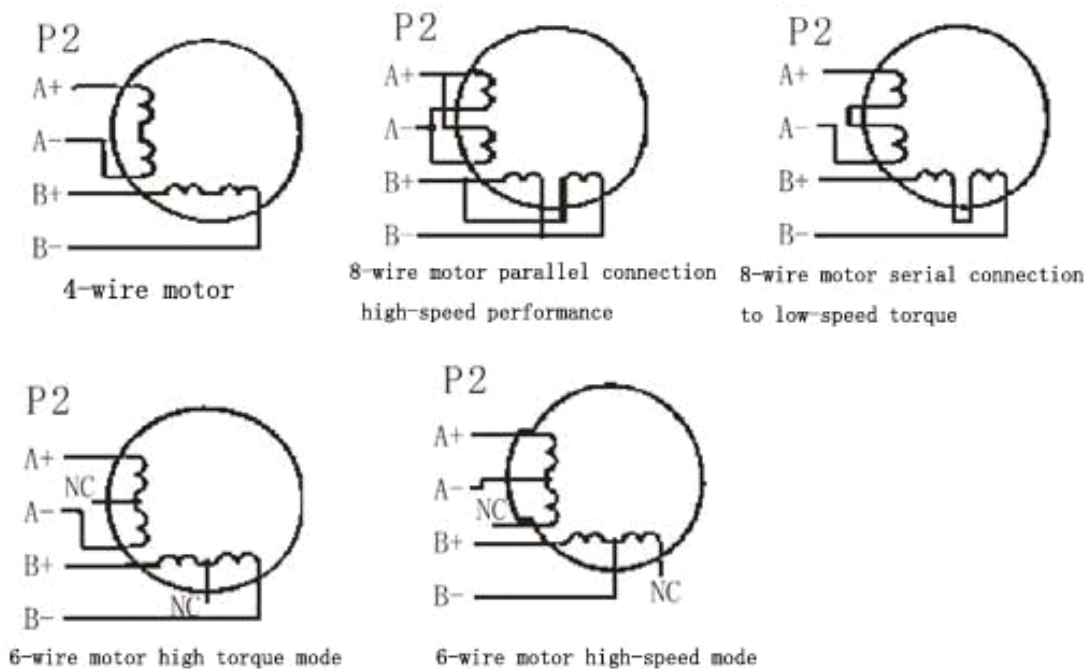 P2
A+
A-
B+
B-
4-wire motor
P2
A+
A-
B+
B-
8-wire motor parallel connection
high-speed performance
P2
A+
A-
B+
B-
8-wire motor serial connection
to low-speed torque
P2
A+
NC
A-
B+
NC
B-
6-wire motor high torque mode
P2
A+
A-
NC
B+
B-
NC
6-wire motor high-speed mode